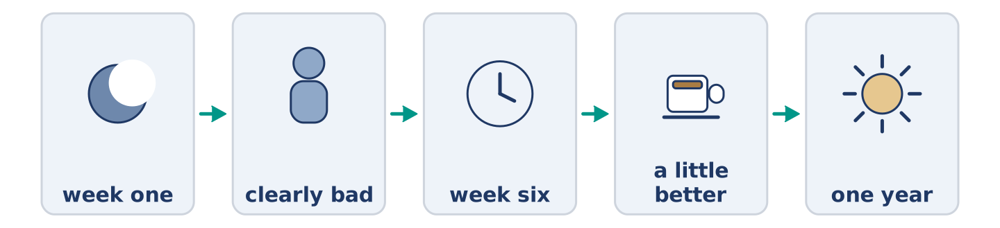 week one
clearly bad
week six
a little
better
one year